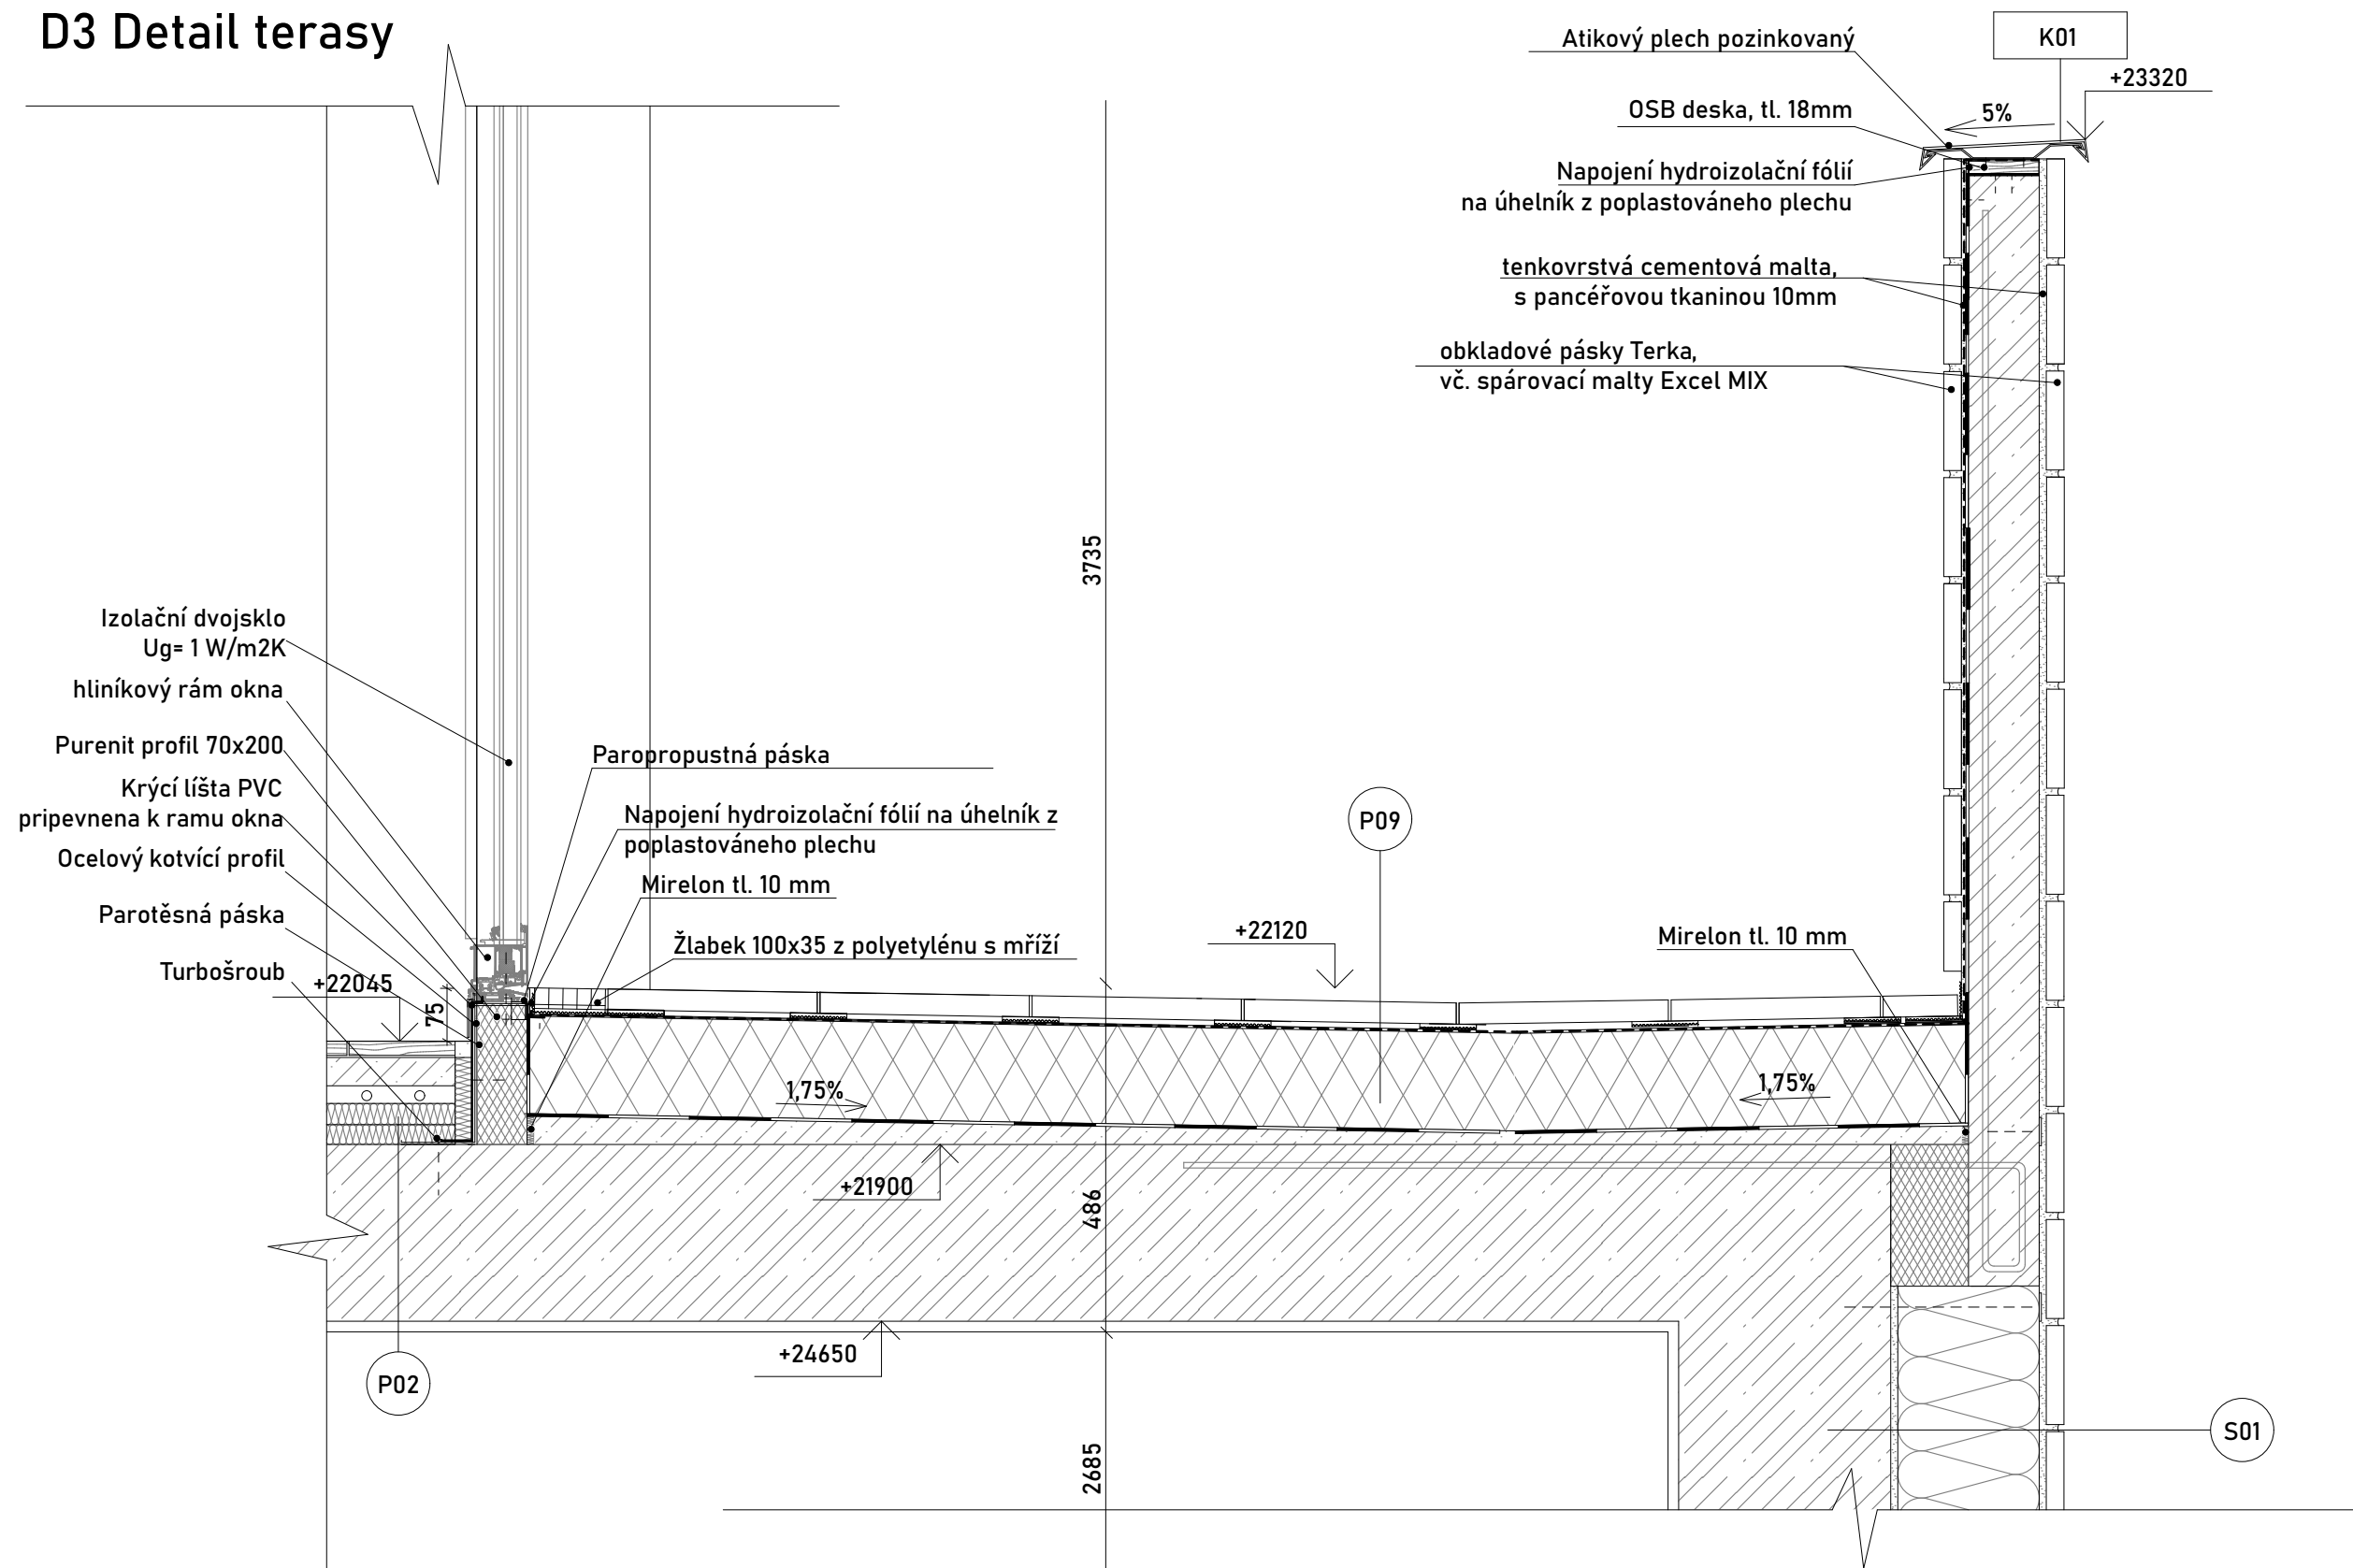 D3 Detail terasy
Atikový plech pozinkovaný
K01
+23320
OSB deska, tl. 18mm
5%
Napojení hydroizolační fólií
na úhelník z poplastováneho plechu
tenkovrstvá cementová malta,
s pancéřovou tkaninou 10mm
obkladové pásky Terka,
vč. spárovací malty Excel MIX
3735
Izolační dvojsklo
Ug= 1 W/m2K
hliníkový rám okna
Purenit profil 70x200
Krýcí líšta PVC
pripevnena k ramu okna
Ocelový kotvící profil
Parotěsná páska
Turbošroub
+22045
75
Paropropustná páska
Napojení hydroizolační fólií na úhelník z
poplastováneho plechu
Mirelon tl. 10 mm
Žlabek 100x35 z polyetylénu s mříží
P09
+22120
Mirelon tl. 10 mm
1,75%
1,75%
+21900
486
+24650
P02
2685
S01